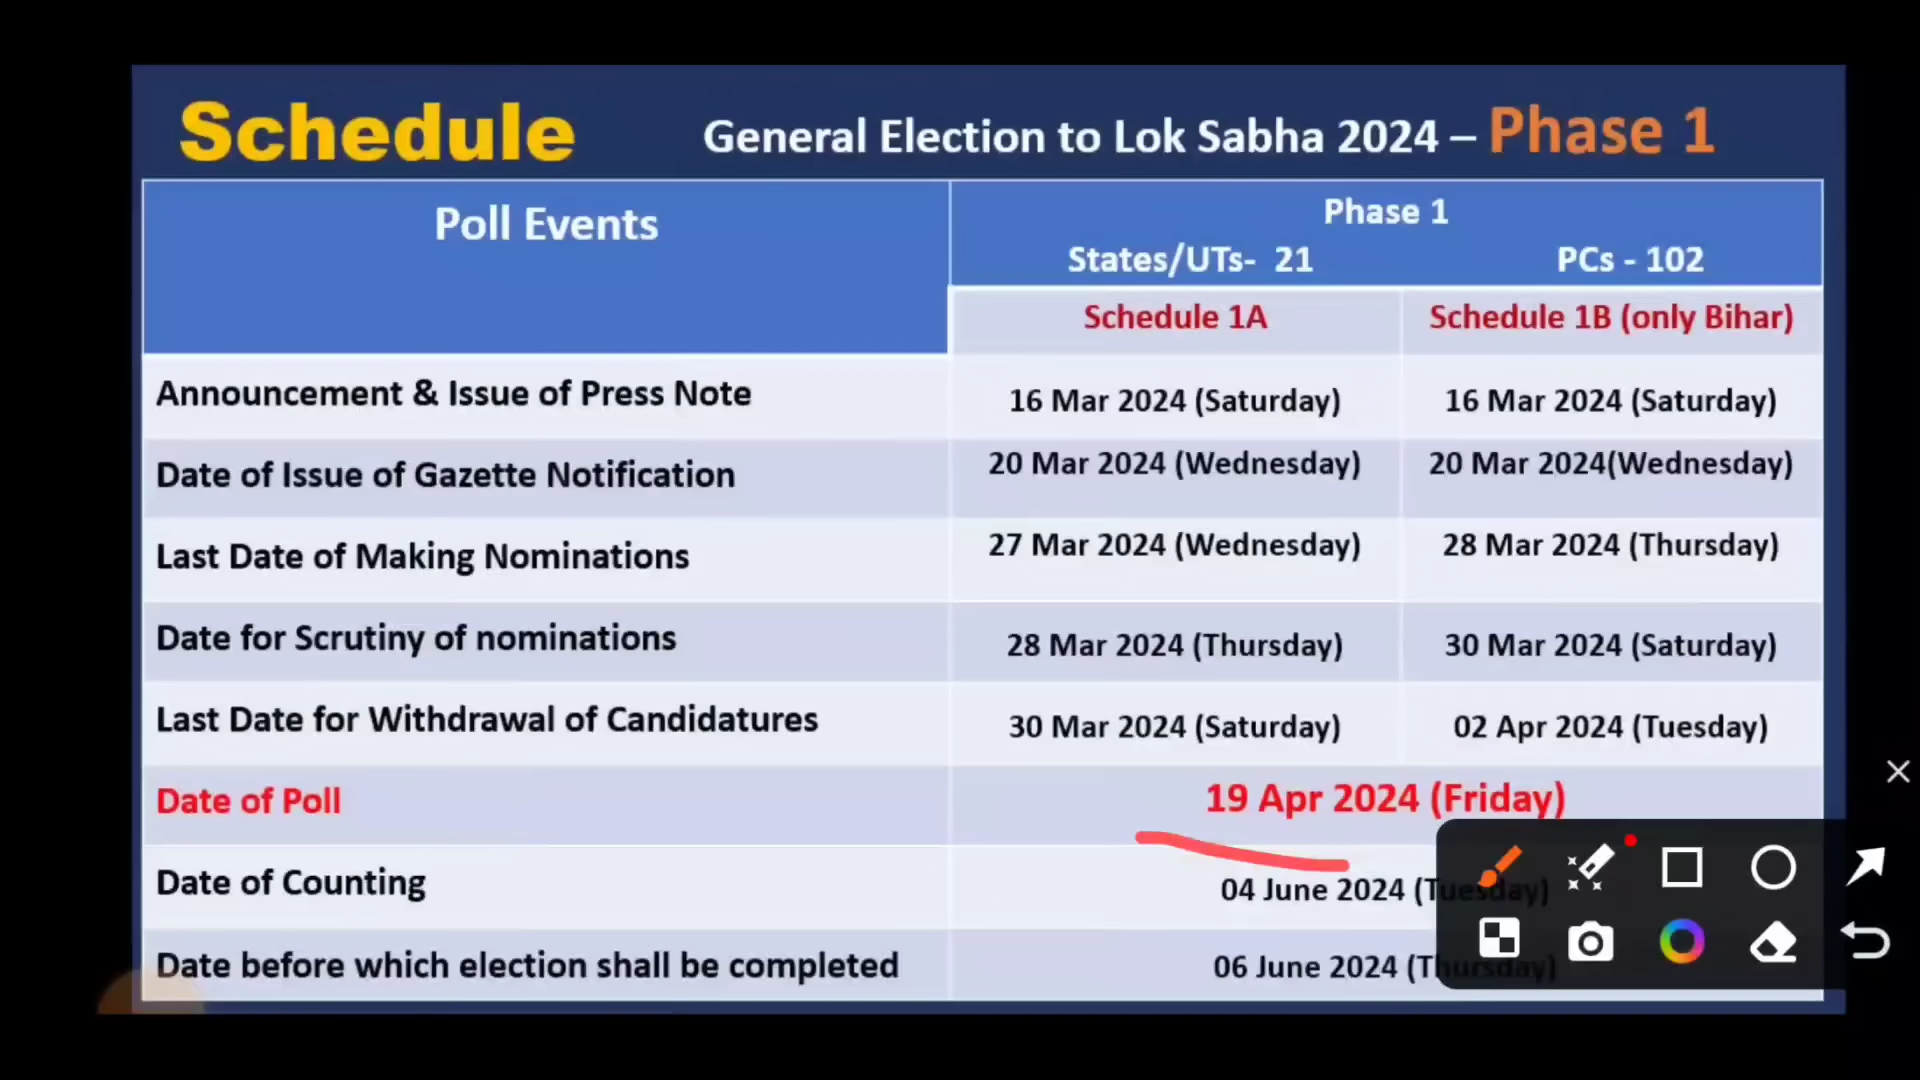 Schedule General Election to Lok Sabha 2024 – Phase 1
Poll Events
Phase 1
States/UTs- 21 PCs - 102
Schedule 1A Schedule 1B (only Bihar)
Announcement & Issue of Press Note 16 Mar 2024 (Saturday) 16 Mar 2024 (Saturday)
Date of Issue of Gazette Notification 20 Mar 2024 (Wednesday) 20 Mar 2024(Wednesday)
Last Date of Making Nominations 27 Mar 2024 (Wednesday) 28 Mar 2024 (Thursday)
Date for Scrutiny of nominations 28 Mar 2024 (Thursday) 30 Mar 2024 (Saturday)
Last Date for Withdrawal of Candidatures 30 Mar 2024 (Saturday) 02 Apr 2024 (Tuesday)
Date of Poll 19 Apr 2024 (Friday)
Date of Counting 04 June 2024 (Tuesday)
Date before which election shall be completed 06 June 2024 (Thursday)